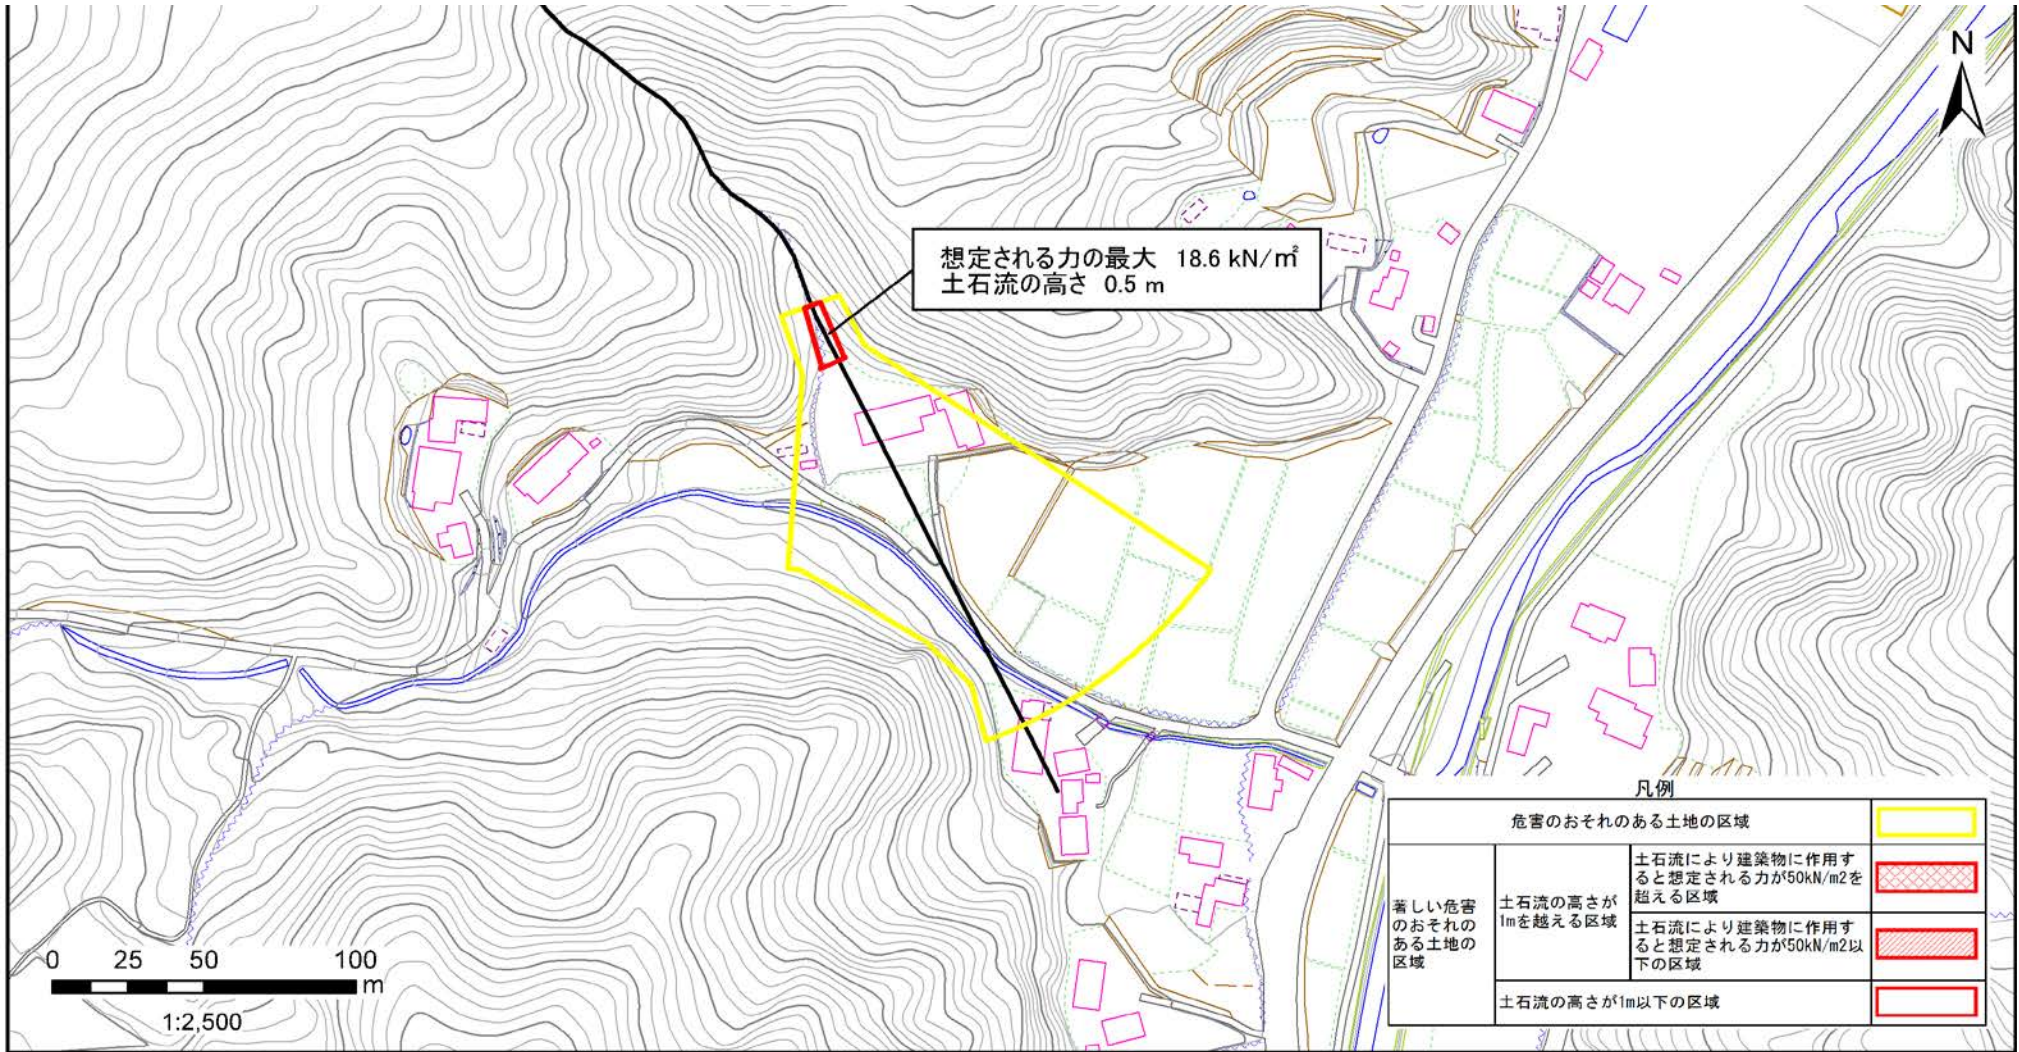 N
想定される力の最大 18.6 kN/㎡
土石流の高さ 0.5 m
凡例
危害のおそれのある土地の区域
著しい危害
のおそれの
ある土地の
区域
土石流の高さが
1mを越える区域
土石流により建築物に作用す
ると想定される力が50kN/m2を
超える区域
土石流により建築物に作用す
ると想定される力が50kN/m2以
下の区域
土石流の高さが1m以下の区域
0 25 50 100
m
1:2,500